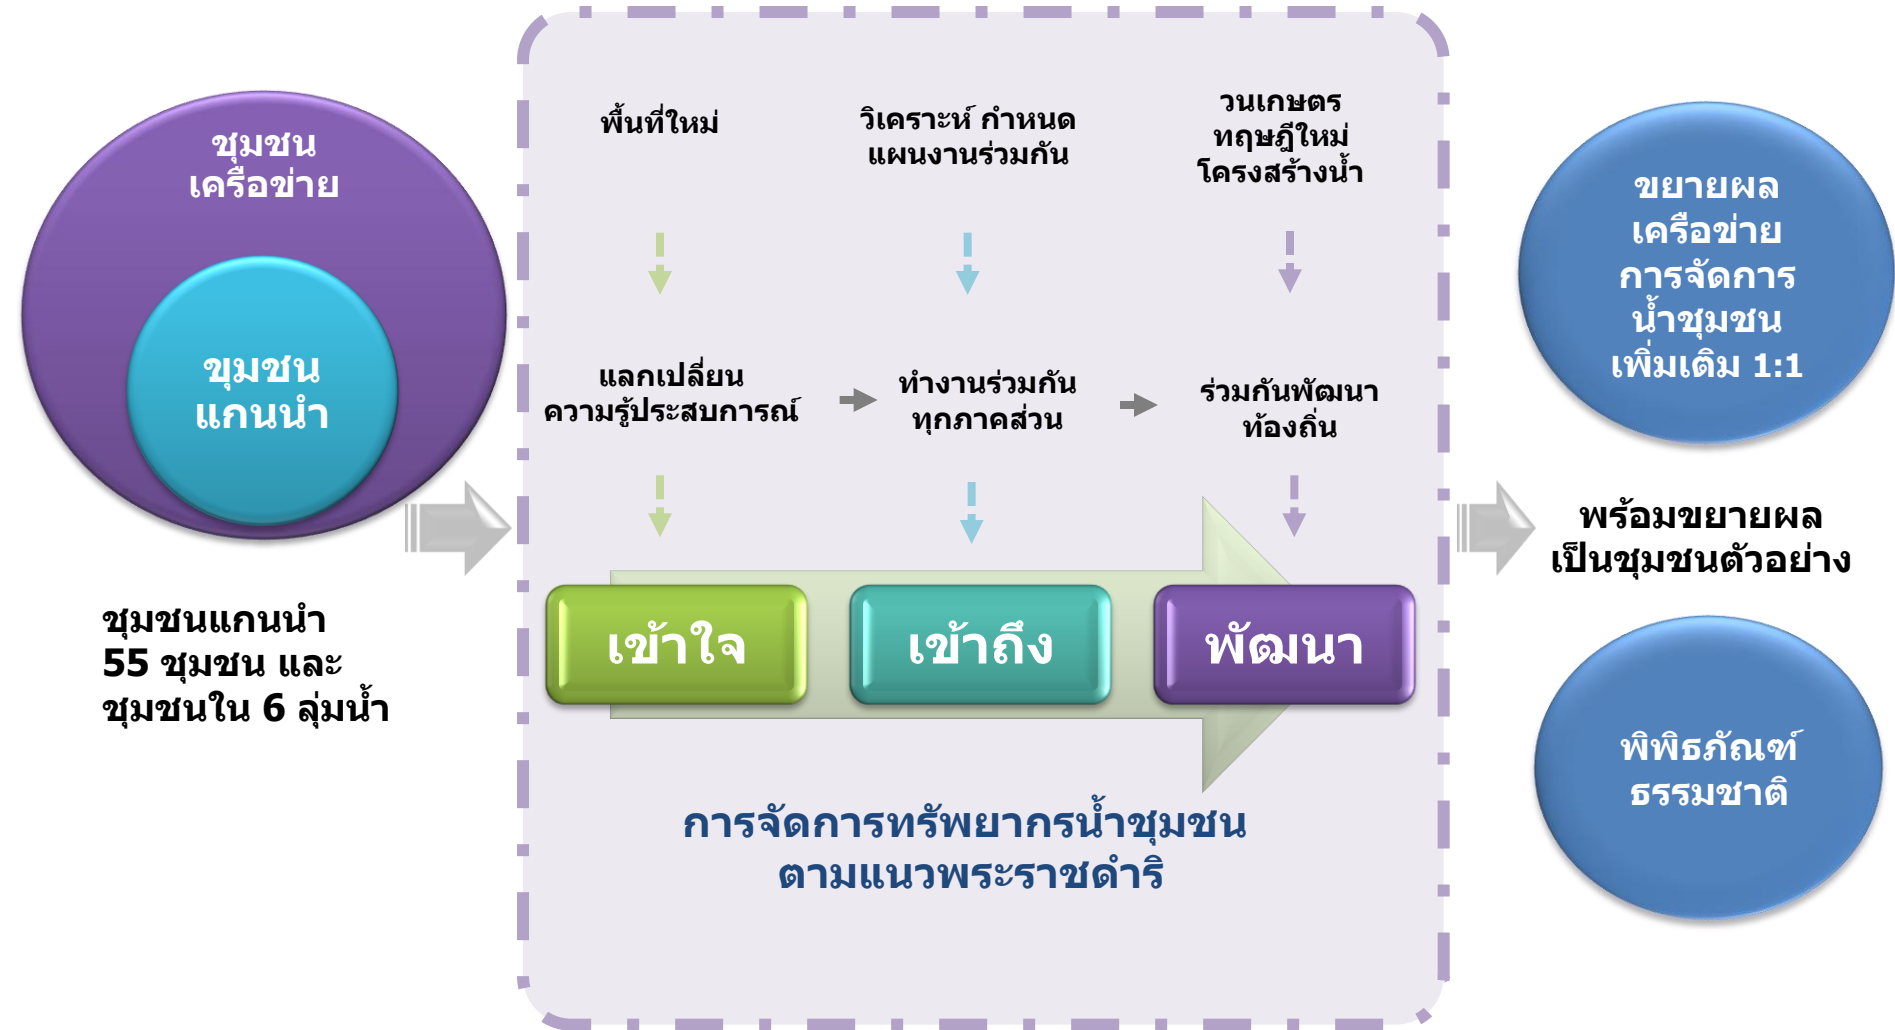 ชุมชน
เครือข่าย
ขุมชน
แกนนำ
ชุมชนแกนนำ
55 ชุมชน และ
ชุมชนใน 6 ลุ่มน้ำ
พื้นที่ใหม่
วิเคราะห์ กำหนด
แผนงานร่วมกัน
วนเกษตร
ทฤษฎีใหม่
โครงสร้างน้ำ
แลกเปลี่ยน
ความรู้ประสบการณ์
ทำงานร่วมกัน
ทุกภาคส่วน
ร่วมกันพัฒนา
ท้องถิ่น
เข้าใจ
เข้าถึง
พัฒนา
การจัดการทรัพยากรน้ำชุมชน
ตามแนวพระราชดำริ
ขยายผล
เครือข่าย
การจัดการ
น้ำชุมชน
เพิ่มเติม 1:1
พร้อมขยายผล
เป็นชุมชนตัวอย่าง
พิพิธภัณฑ์
ธรรมชาติ